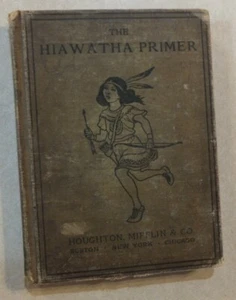 THE
HIAWATHA PRIMER
HOUGHTON, MIFFLIN & CO.
BOSTON NEW YORK CHICAGO